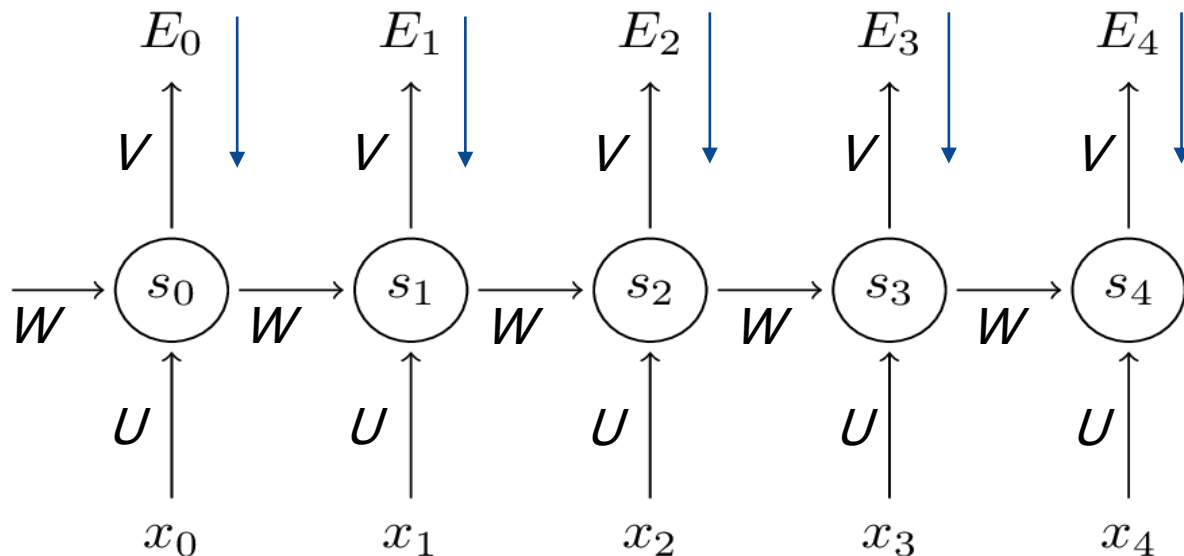 E₀ E₁ E₂ E₃ E₄
V V V V V
s₀ s₁ s₂ s₃ s₄
W W W W W
U U U U U
x₀ x₁ x₂ x₃ x₄